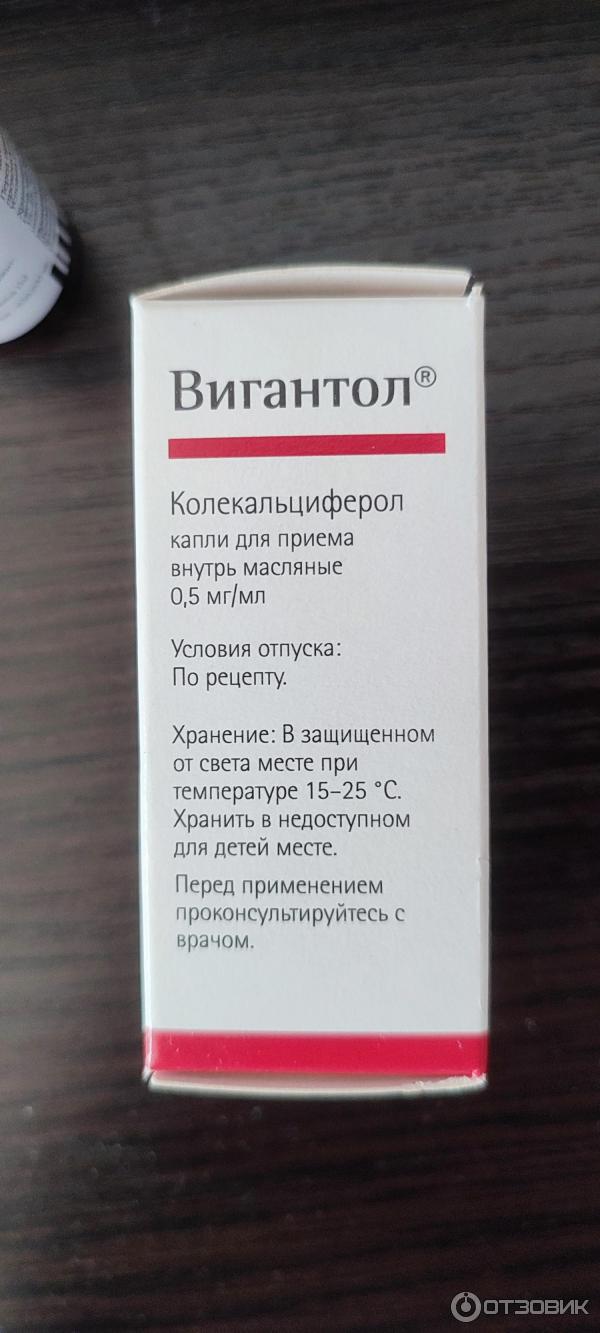 Вигантол®
Колекальциферол
капли для приема
внутрь масляные
0,5 мг/мл
Условия отпуска:
По рецепту.
Хранение: В защищенном
от света месте при
температуре 15–25 °C.
Хранить в недоступном
для детей месте.
Перед применением
проконсультируйтесь с
врачом.
ОТЗОВИК